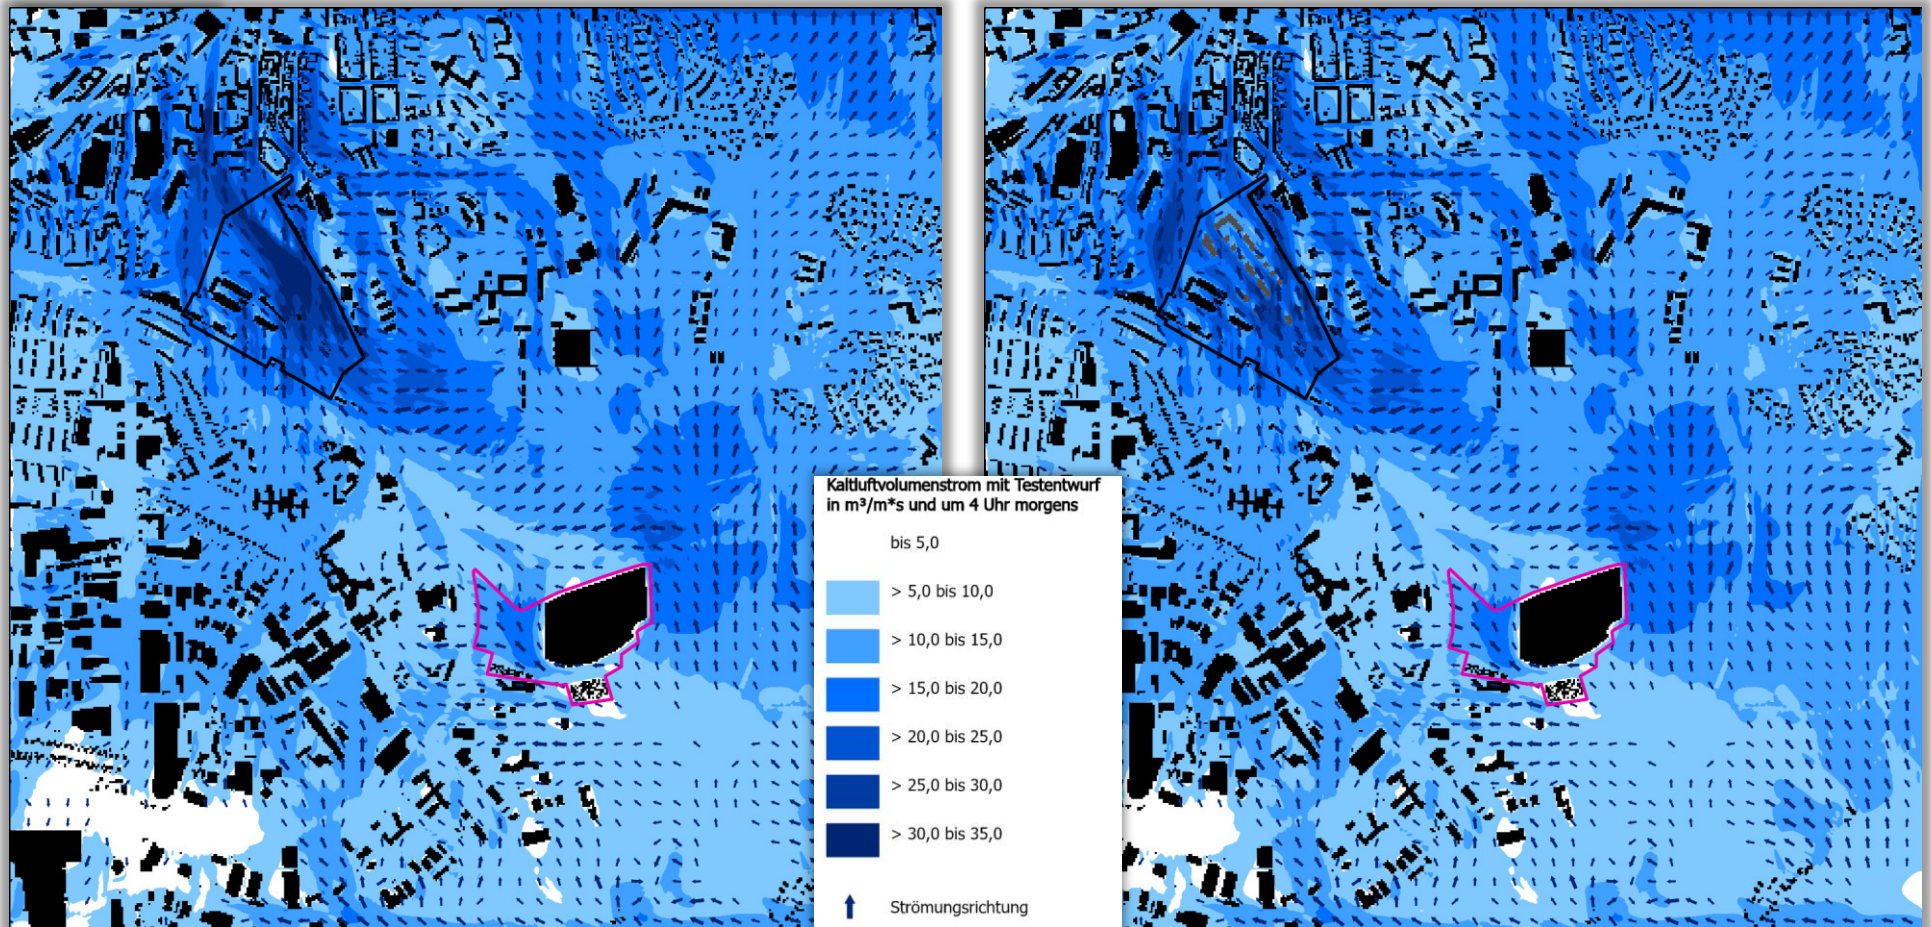 Kaltluftvolumenstrom mit Testentwurf
in m³/m*s und um 4 Uhr morgens
bis 5,0
> 5,0 bis 10,0
> 10,0 bis 15,0
> 15,0 bis 20,0
> 20,0 bis 25,0
> 25,0 bis 30,0
> 30,0 bis 35,0
Strömungsrichtung